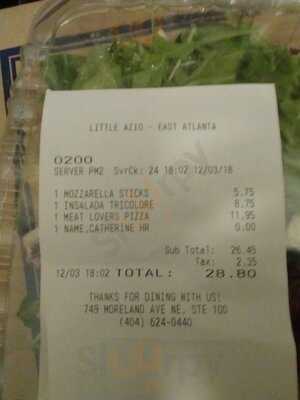 LITTLE AZIO - EAST ATLANTA
0200
SERVER PM2 SvrCk: 24 18:02 12/03/18
1 MOZZARELLA STICKS 5.75
1 INSALADA TRICOLORE 8.75
1 MEAT LOVERS PIZZA 11.95
1 NAME,CATHERINE HR 0.00
Sub Total: 26.45
Tax: 2.35
12/03 18:02 TOTAL: 28.80
THANKS FOR DINING WITH US!
749 MORELAND AVE NE. STE 100
(404) 624-0440